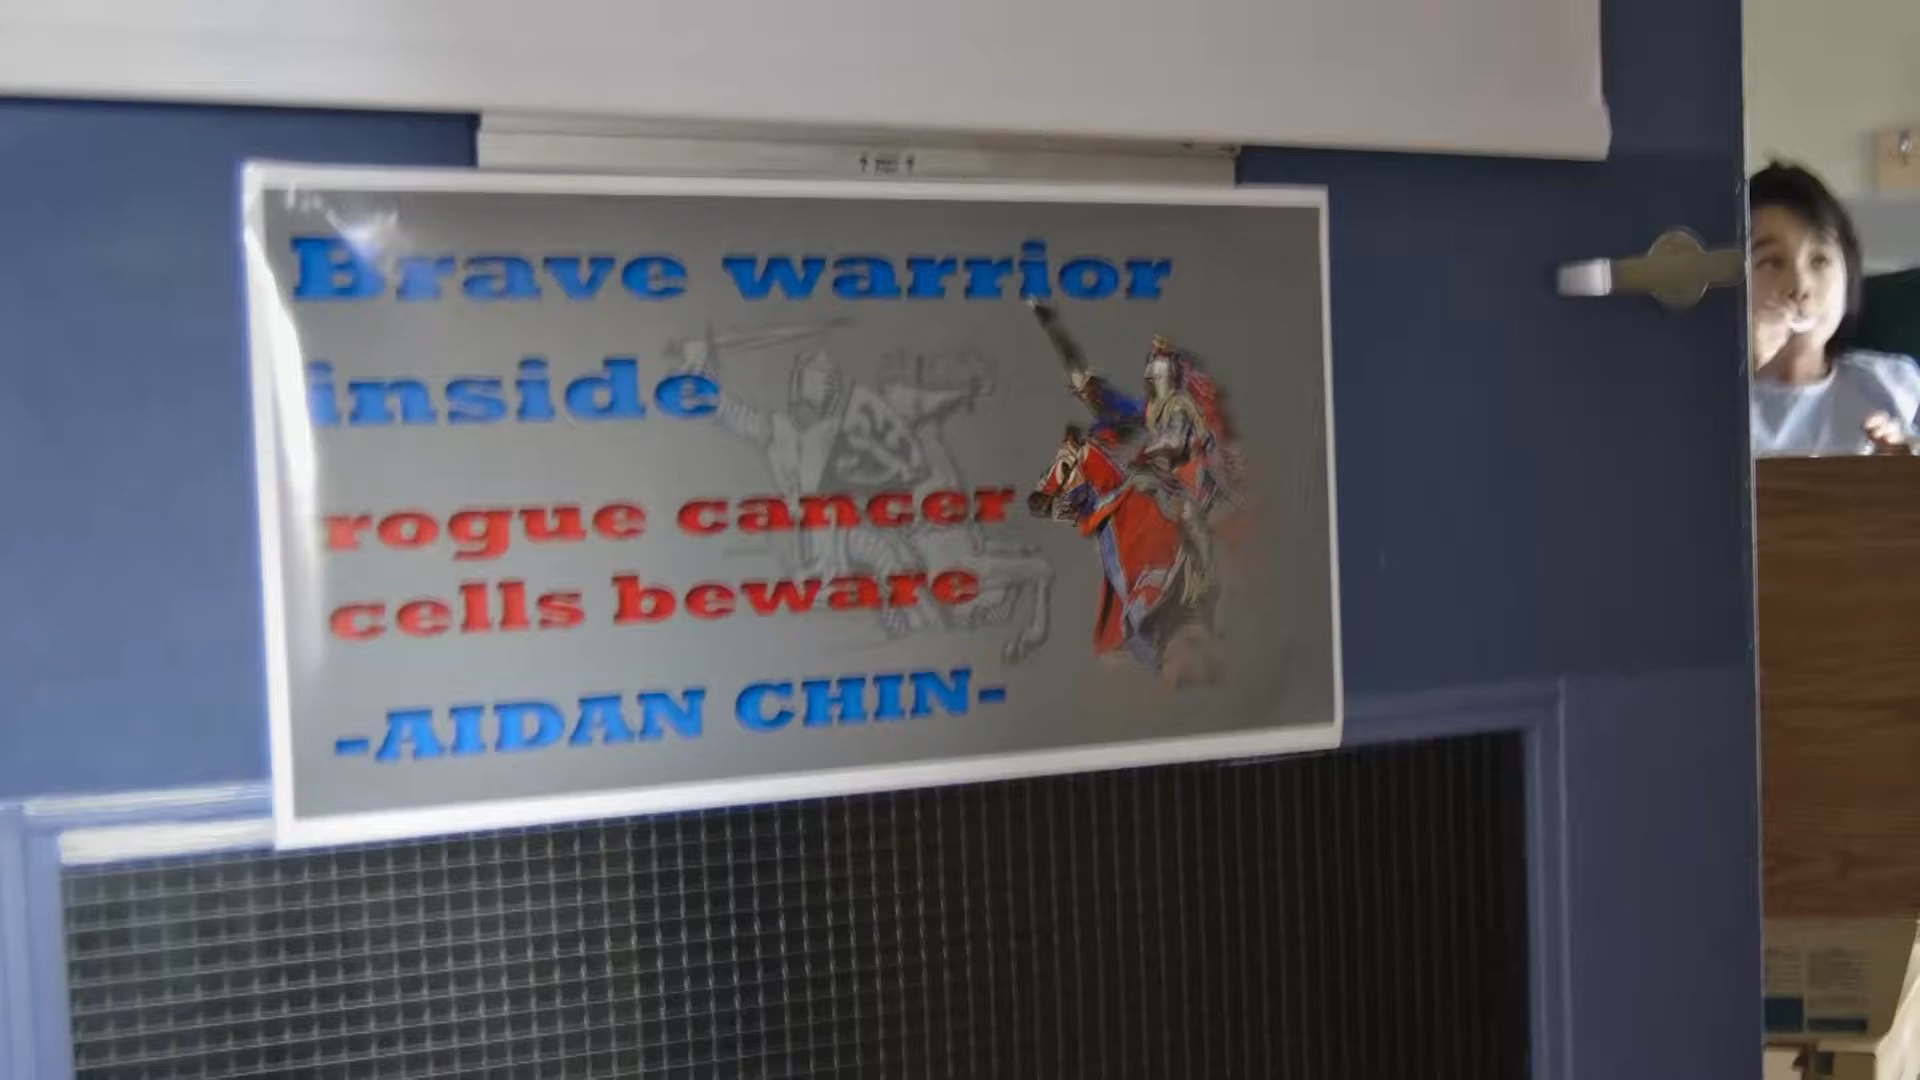 Brave warrior
inside
rogue cancer
cells beware
-AIDAN CHIN-